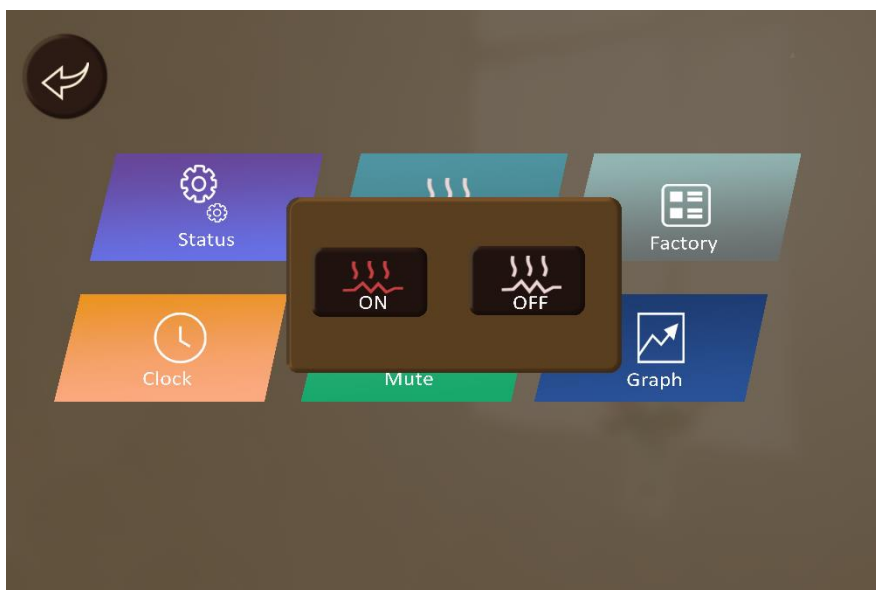 Status
Factory
ON
OFF
Clock
Mute
Graph